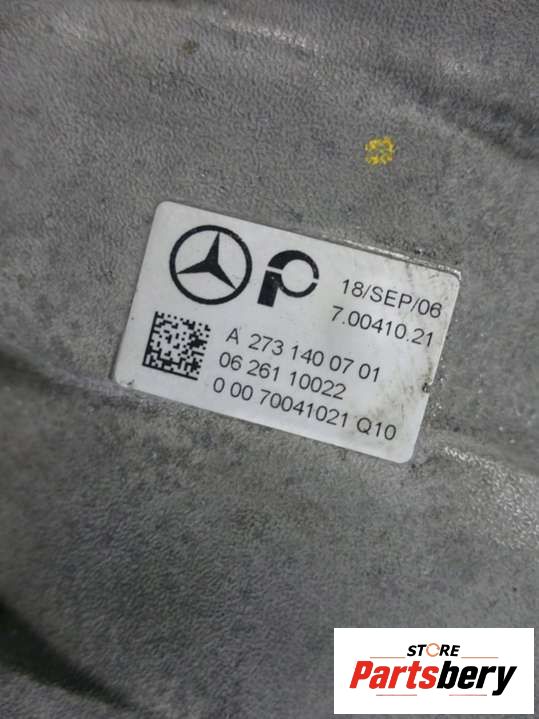 18/SEP/06
7.00410.21
A 273 140 07 01
06 261 10022
0 00 70041021 Q10
STORE
Partsbery